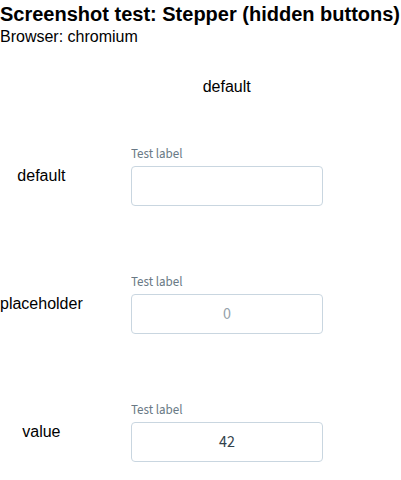 Screenshot test: Stepper (hidden buttons)
Browser: chromium
default
Test label
default
Test label
placeholder
0
Test label
value
42